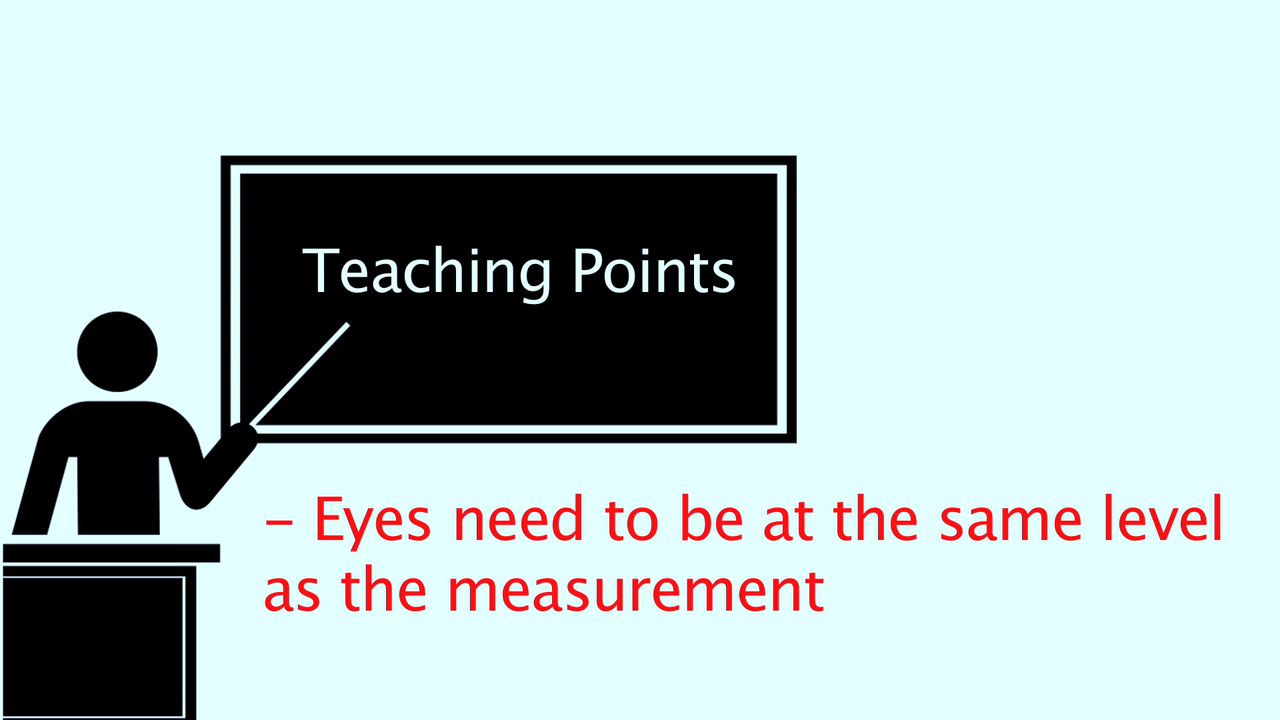 Teaching Points
– Eyes need to be at the same level
as the measurement